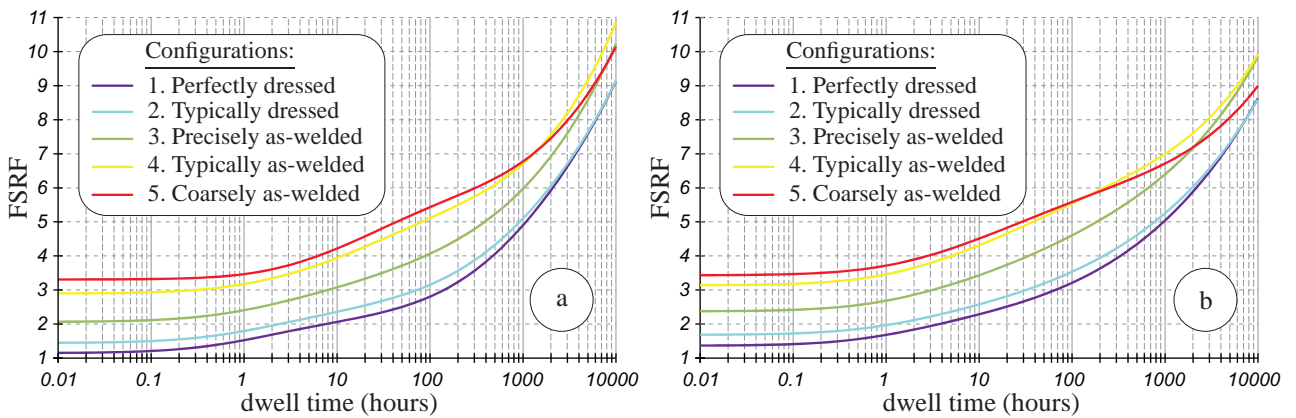 11
10
9
8
7
6
5
4
3
2
1
FSRF
Configurations:
1. Perfectly dressed
2. Typically dressed
3. Precisely as-welded
4. Typically as-welded
5. Coarsely as-welded
a
0.01 0.1 1 10 100 1000 10000
dwell time (hours)
11
10
9
8
7
6
5
4
3
2
1
FSRF
Configurations:
1. Perfectly dressed
2. Typically dressed
3. Precisely as-welded
4. Typically as-welded
5. Coarsely as-welded
b
0.01 0.1 1 10 100 1000 10000
dwell time (hours)